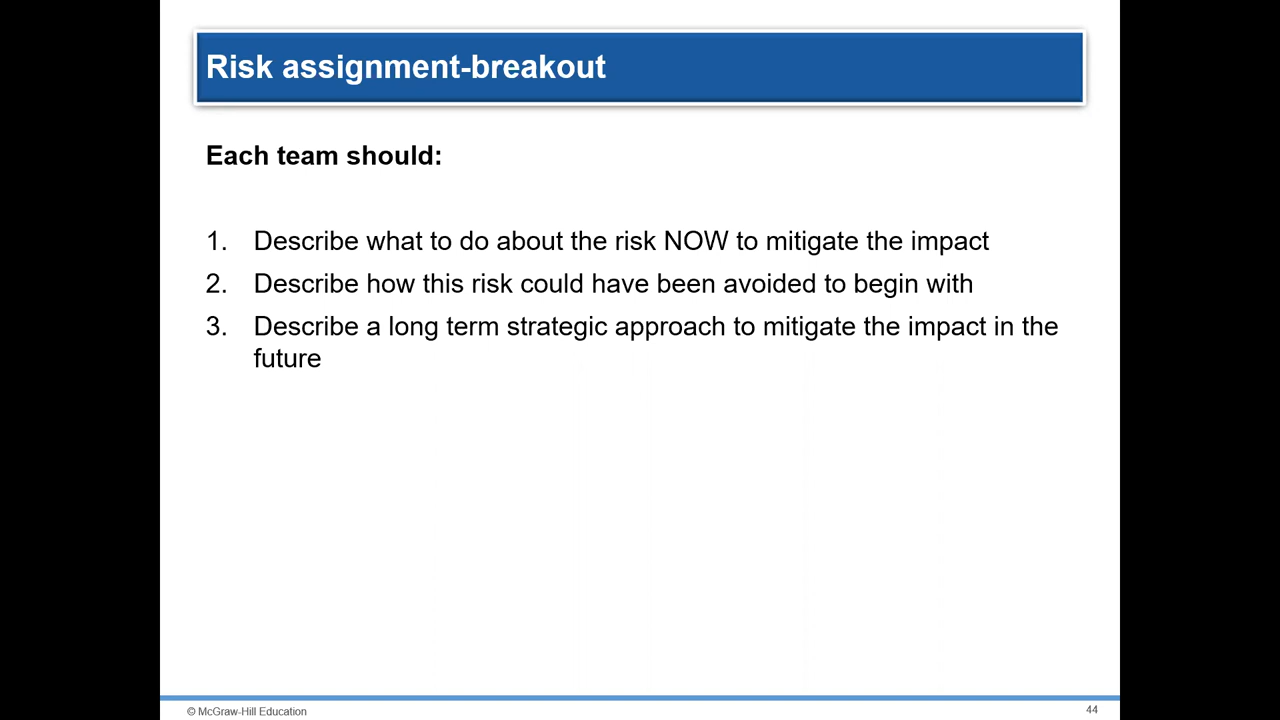 Risk assignment-breakout
Each team should:
1. Describe what to do about the risk NOW to mitigate the impact
2. Describe how this risk could have been avoided to begin with
3. Describe a long term strategic approach to mitigate the impact in the
future
© McGraw-Hill Education
44